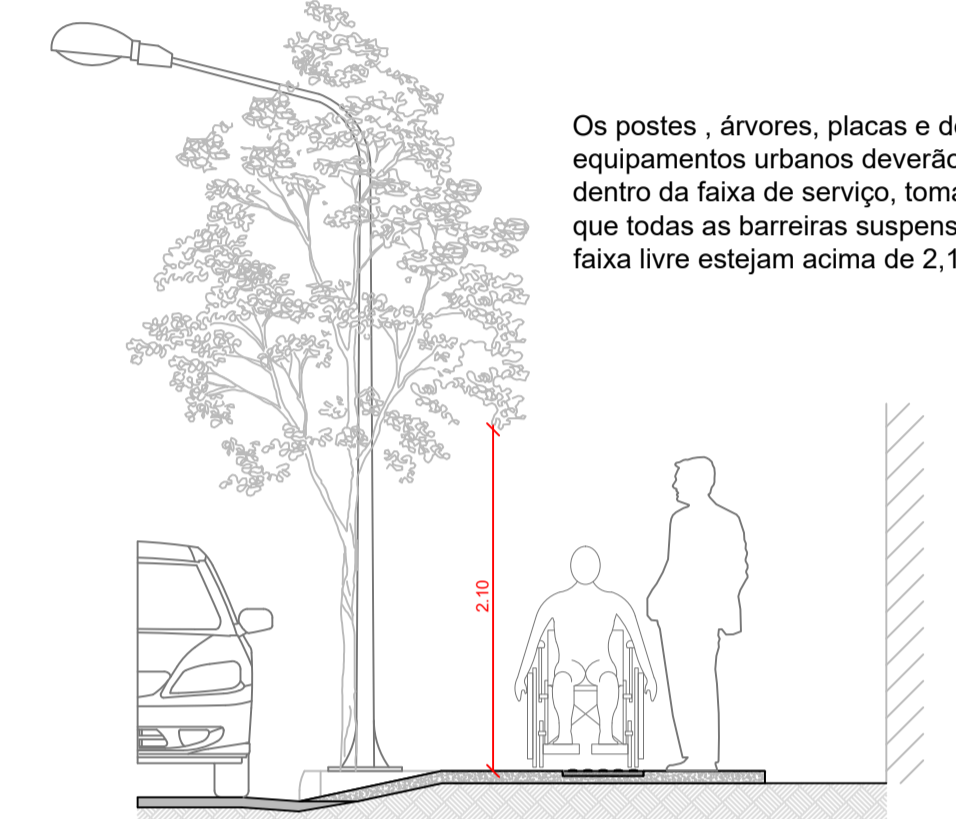 Os postes , árvores, placas e
equipamentos urbanos deverão
dentro da faixa de serviço,
que todas as barreiras
faixa livre estejam acima de
2.10